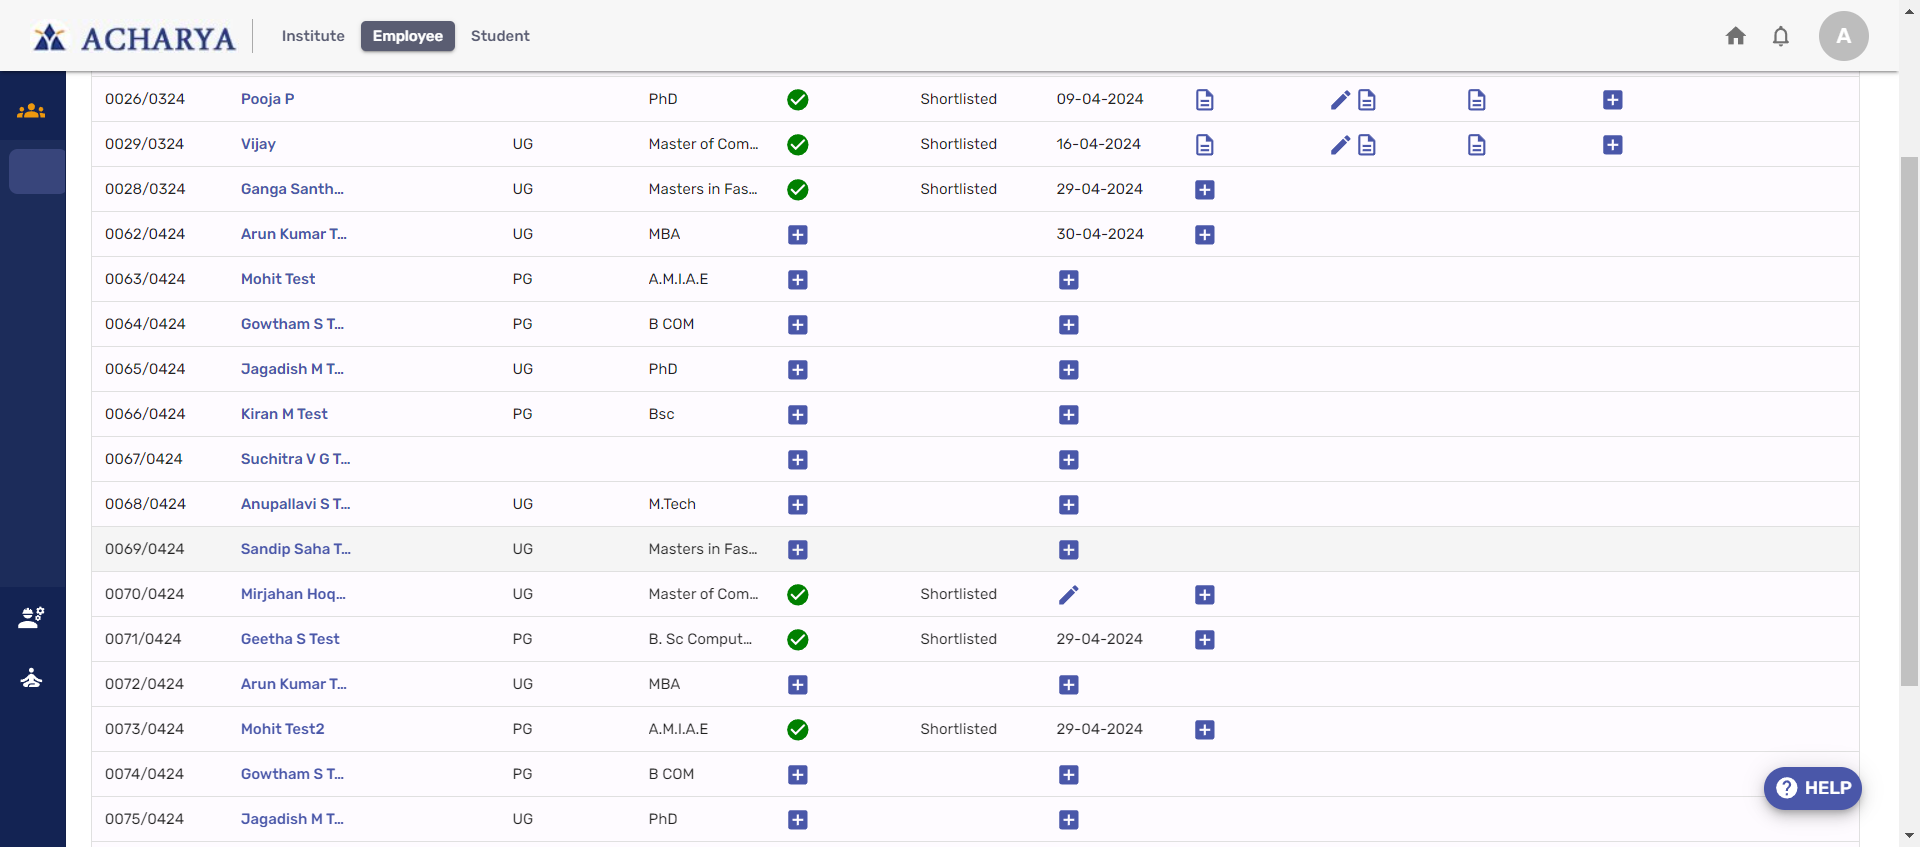 ACHARYA Institute Employee Student A
0026/0324 Pooja P PhD Shortlisted 09-04-2024
0029/0324 Vijay UG Master of Com... Shortlisted 16-04-2024
0028/0324 Ganga Santh... UG Masters in Fas... Shortlisted 29-04-2024
0062/0424 Arun Kumar T... UG MBA 30-04-2024
0063/0424 Mohit Test PG A.M.I.A.E
0064/0424 Gowtham S T... PG B COM
0065/0424 Jagadish M T... UG PhD
0066/0424 Kiran M Test PG Bsc
0067/0424 Suchitra V G T...
0068/0424 Anupallavi S T... UG M.Tech
0069/0424 Sandip Saha T... UG Masters in Fas...
0070/0424 Mirjahan Hoq... UG Master of Com... Shortlisted
0071/0424 Geetha S Test PG B. Sc Comput... Shortlisted 29-04-2024
0072/0424 Arun Kumar T... UG MBA
0073/0424 Mohit Test2 PG A.M.I.A.E Shortlisted 29-04-2024
0074/0424 Gowtham S T... PG B COM
HELP
0075/0424 Jagadish M T... UG PhD